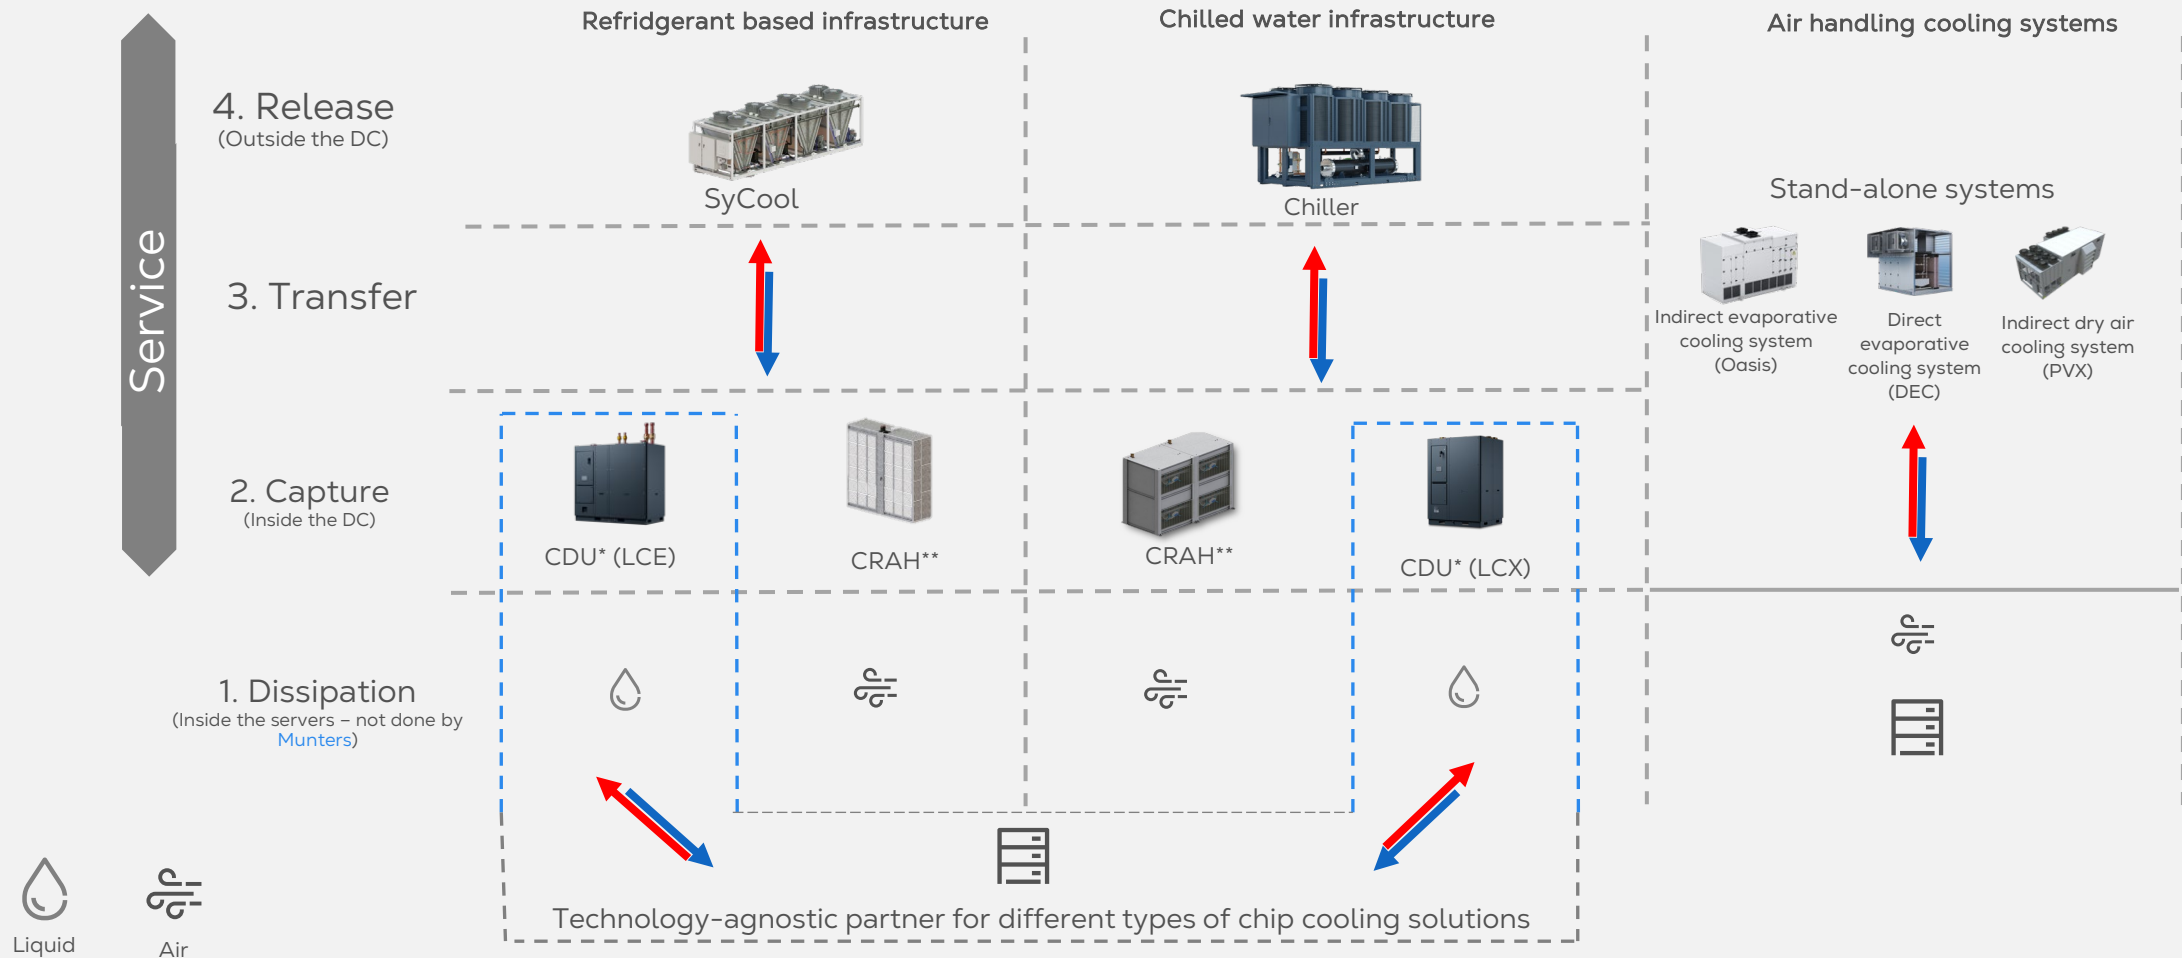 Refridgerant based infrastructure
Chilled water infrastructure
Air handling cooling systems
4. Release
(Outside the DC)
SyCool
Chiller
Stand-alone systems
Service
3. Transfer
Indirect evaporative
cooling system
(Oasis)
Direct
evaporative
cooling system
(DEC)
Indirect dry air
cooling system
(PVX)
2. Capture
(Inside the DC)
CDU* (LCE)
CRAH**
CRAH**
CDU* (LCX)
1. Dissipation
(Inside the servers – not done by
Munters)
Technology-agnostic partner for different types of chip cooling solutions
Liquid
Air